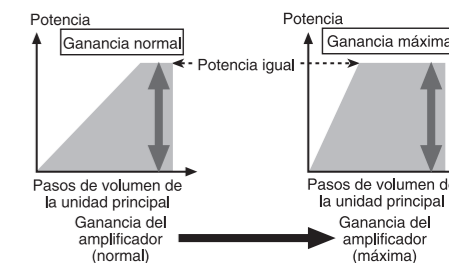 Potencia
Ganancia normal
Potencia igual
Pasos de volumen de
la unidad principal
Ganancia del
amplificador
(normal)
Potencia
Ganancia máxima
Pasos de volumen de
la unidad principal
Ganancia del
amplificador
(máxima)